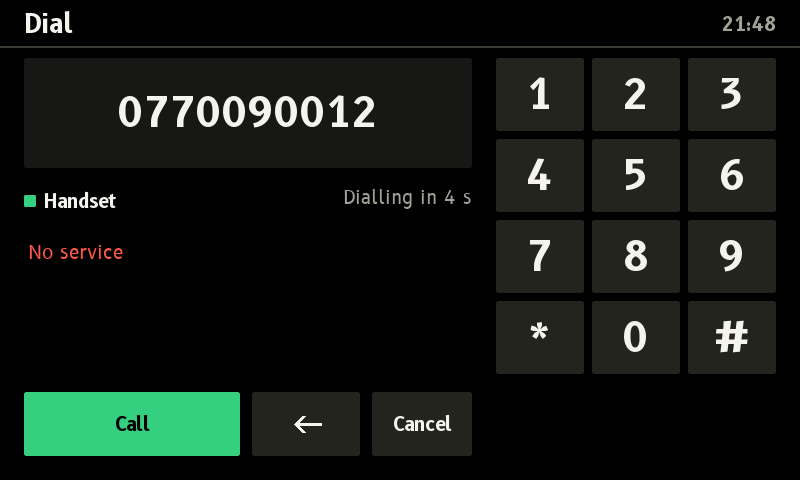 Dial
21:48
0770090012
Handset
Dialling in 4 s
No service
1 2 3
4 5 6
7 8 9
* 0 #
Call
←
Cancel